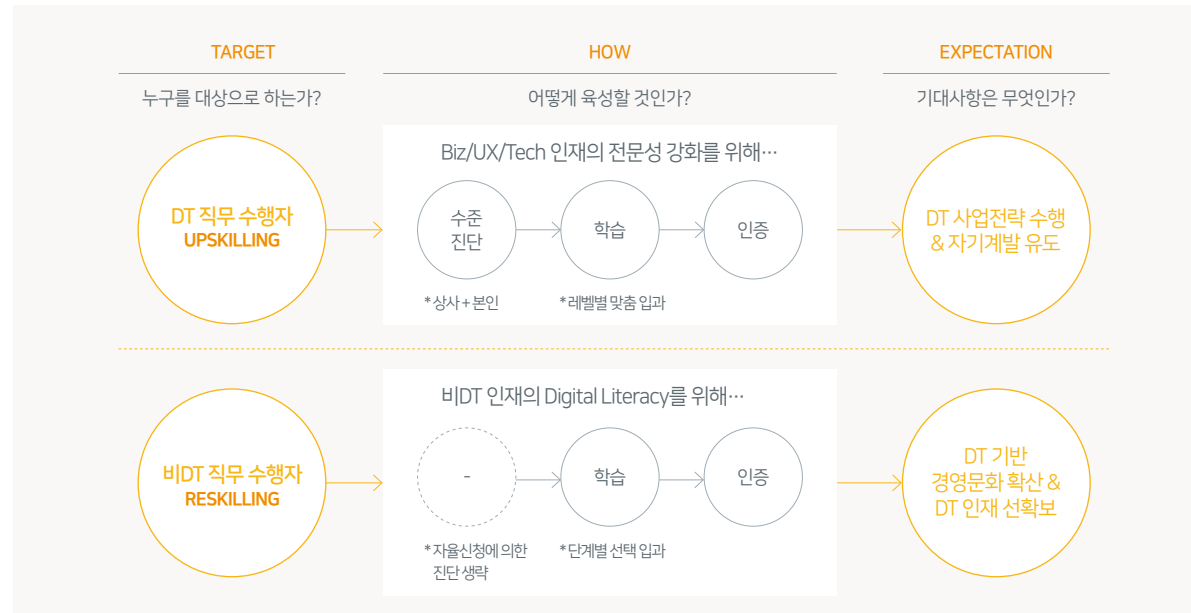 TARGET
HOW
EXPECTATION
누구를 대상으로 하는가?
어떻게 육성할 것인가?
기대사항은 무엇인가?
DT 직무 수행자
UPSKILLING
Biz/UX/Tech 인재의 전문성 강화를 위해…
수준
진단
학습
인증
* 상사 + 본인
* 레벨별 맞춤 입과
DT 사업전략 수행
& 자기계발 유도
비DT 직무 수행자
RESKILLING
비DT 인재의 Digital Literacy를 위해…
-
학습
인증
* 자율신청에 의한
진단 생략
* 단계별 선택 입과
DT 기반
경영문화 확산 &
DT 인재 선확보